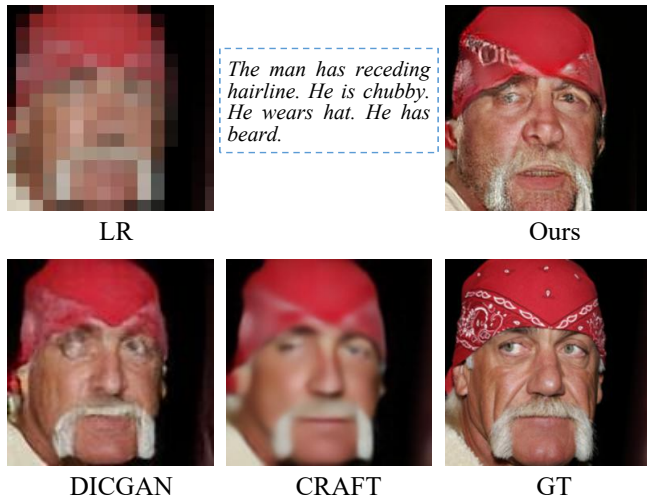 The man has receding
hairline. He is chubby.
He wears hat. He has
beard.
LR
Ours
DICGAN
CRAFT
GT